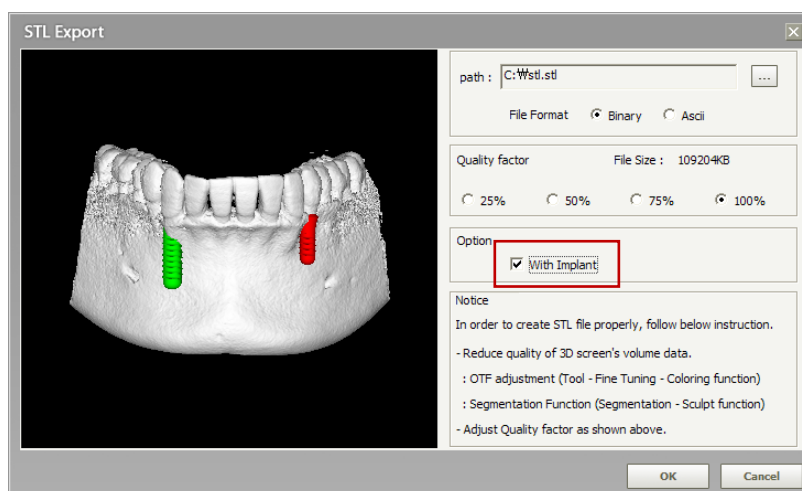 STL Export
path : C:₩stl.stl ...
File Format Binary Ascii
Quality factor File Size : 109204KB
25% 50% 75% 100%
Option
With Implant
Notice
In order to create STL file properly, follow below instruction.
- Reduce quality of 3D screen's volume data.
: OTF adjustment (Tool - Fine Tuning - Coloring function)
: Segmentation Function (Segmentation - Sculpt function)
- Adjust Quality factor as shown above.
OK Cancel